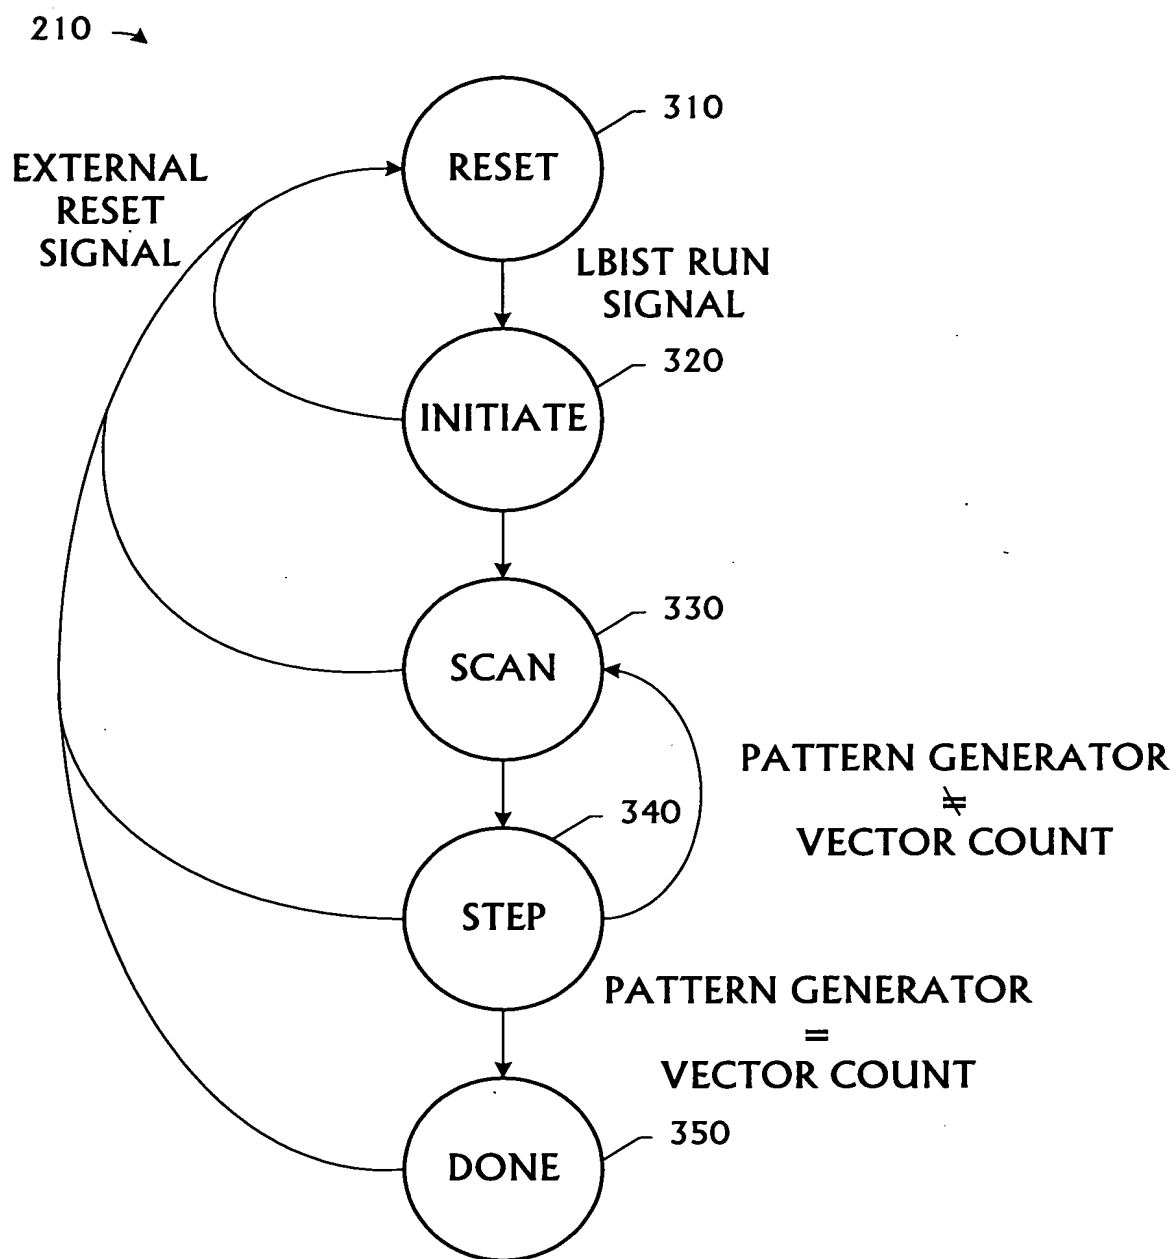 210
310
RESET
EXTERNAL
RESET
SIGNAL
LBIST RUN
SIGNAL
320
INITIATE
330
SCAN
PATTERN GENERATOR
≠
VECTOR COUNT
340
STEP
PATTERN GENERATOR
=
VECTOR COUNT
350
DONE